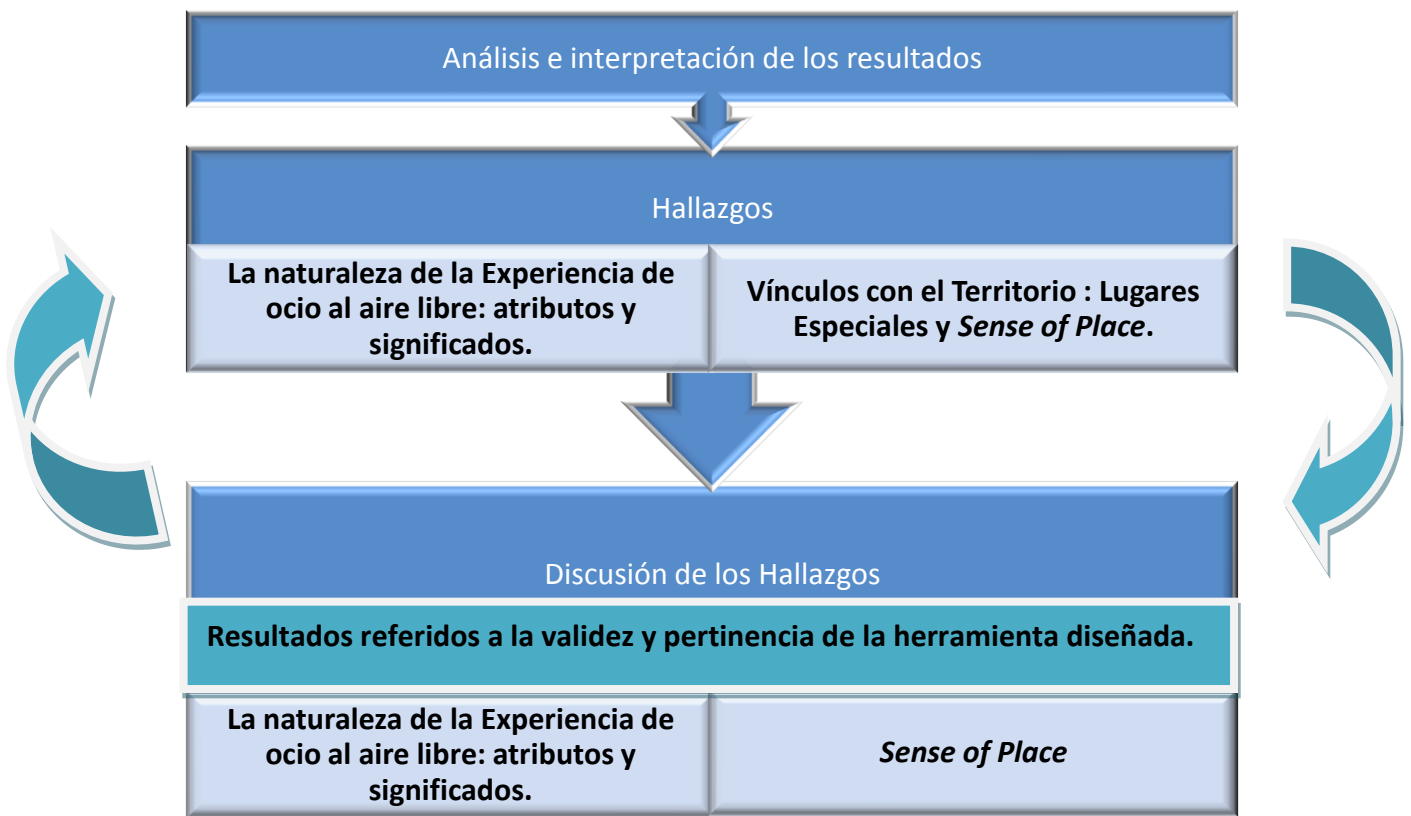 Análisis e interpretación de los resultados
Hallazgos
La naturaleza de la Experiencia de
ocio al aire libre: atributos y
significados.
Vínculos con el Territorio : Lugares
Especiales y Sense of Place.
Discusión de los Hallazgos
Resultados referidos a la validez y pertinencia de la herramienta diseñada.
La naturaleza de la Experiencia de
ocio al aire libre: atributos y
significados.
Sense of Place